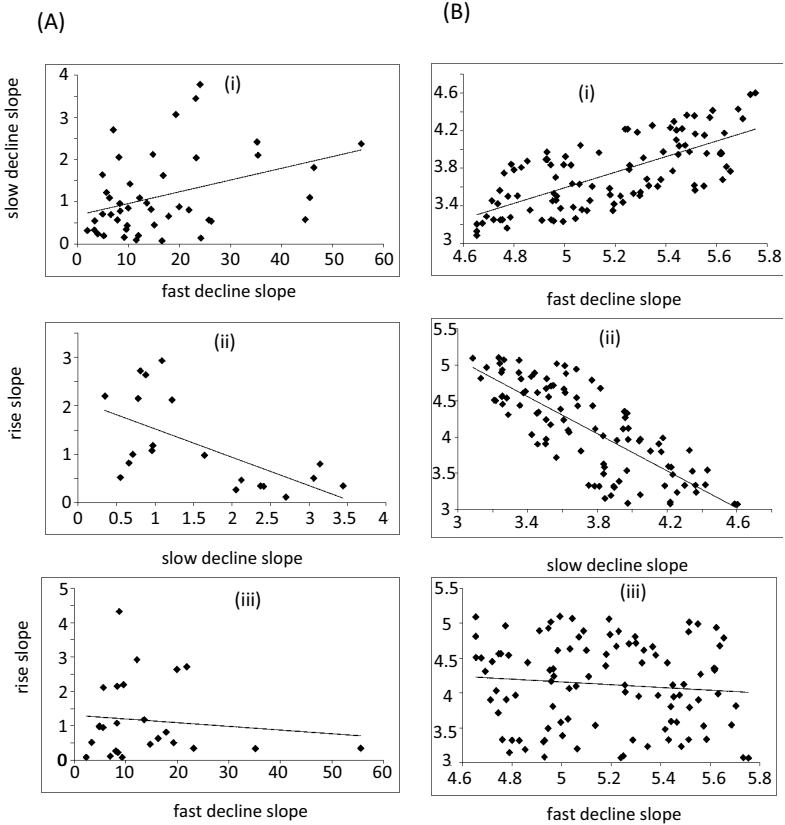 (A)
(B)
(i)
slow decline slope
4
3
2
1
0
0 10 20 30 40 50 60
fast decline slope
(i)
4.6
4.2
3.8
3.4
3
4.6 4.8 5 5.2 5.4 5.6 5.8
fast decline slope
(ii)
rise slope
3
2
1
0
0 0.5 1 1.5 2 2.5 3 3.5 4
slow decline slope
(ii)
5.5
5
4.5
4
3.5
3
3 3.4 3.8 4.2 4.6
slow decline slope
(iii)
rise slope
5
4
3
2
1
0
0 10 20 30 40 50 60
fast decline slope
(iii)
5.5
5
4.5
4
3.5
3
4.6 4.8 5 5.2 5.4 5.6 5.8
fast decline slope